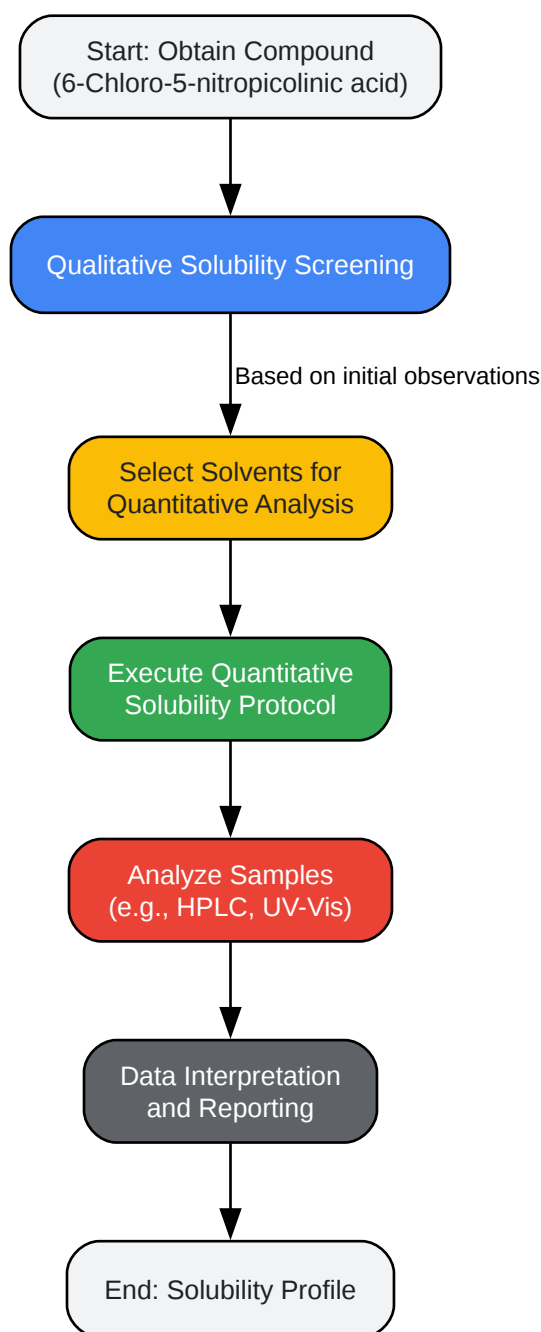 Start: Obtain Compound
(6-Chloro-5-nitropicolinic acid)
Qualitative Solubility Screening
Based on initial observations
Select Solvents for
Quantitative Analysis
Execute Quantitative
Solubility Protocol
Analyze Samples
(e.g., HPLC, UV-Vis)
Data Interpretation
and Reporting
End: Solubility Profile